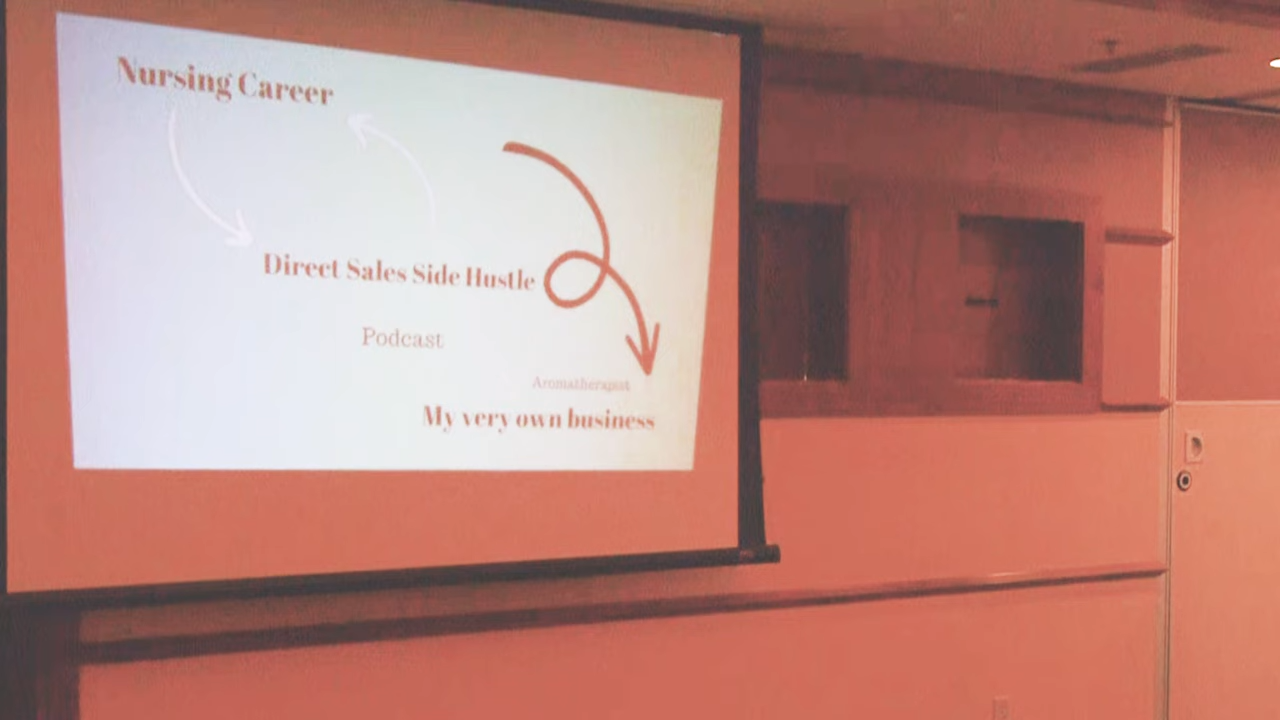 Nursing Career
Direct Sales Side Hustle
Podcast
Aromatherapist
My very own business